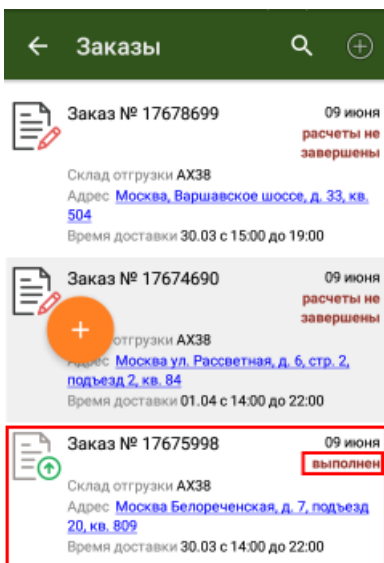 Заказы
Заказ № 17678699 09 июня
расчеты не
завершены
Склад отгрузки АХ38
Адрес Москва, Варшавское шоссе, д. 33, кв.
504
Время доставки 30.03 с 15:00 до 19:00
Заказ № 17674690 09 июня
расчеты не
завершены
отгрузки АХ38
Адрес Москва ул. Рассветная, д. 6, стр. 2,
подъезд 2, кв. 84
Время доставки 01.04 с 14:00 до 22:00
Заказ № 17675998 09 июня
выполнен
Склад отгрузки АХ38
Адрес Москва Белореченская, д. 7, подъезд
20, кв. 809
Время доставки 30.03 с 14:00 до 22:00